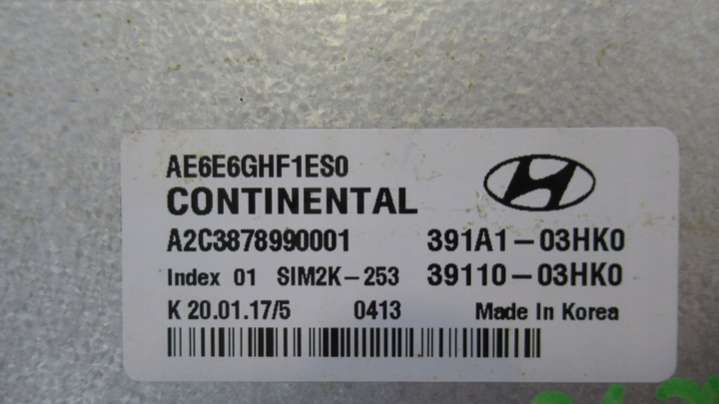 AE6E6GHF1ES0
CONTINENTAL
A2C3878990001 391A1-03HK0
Index 01 SIM2K-253 39110-03HK0
K 20.01.17/5 0413 Made In Korea